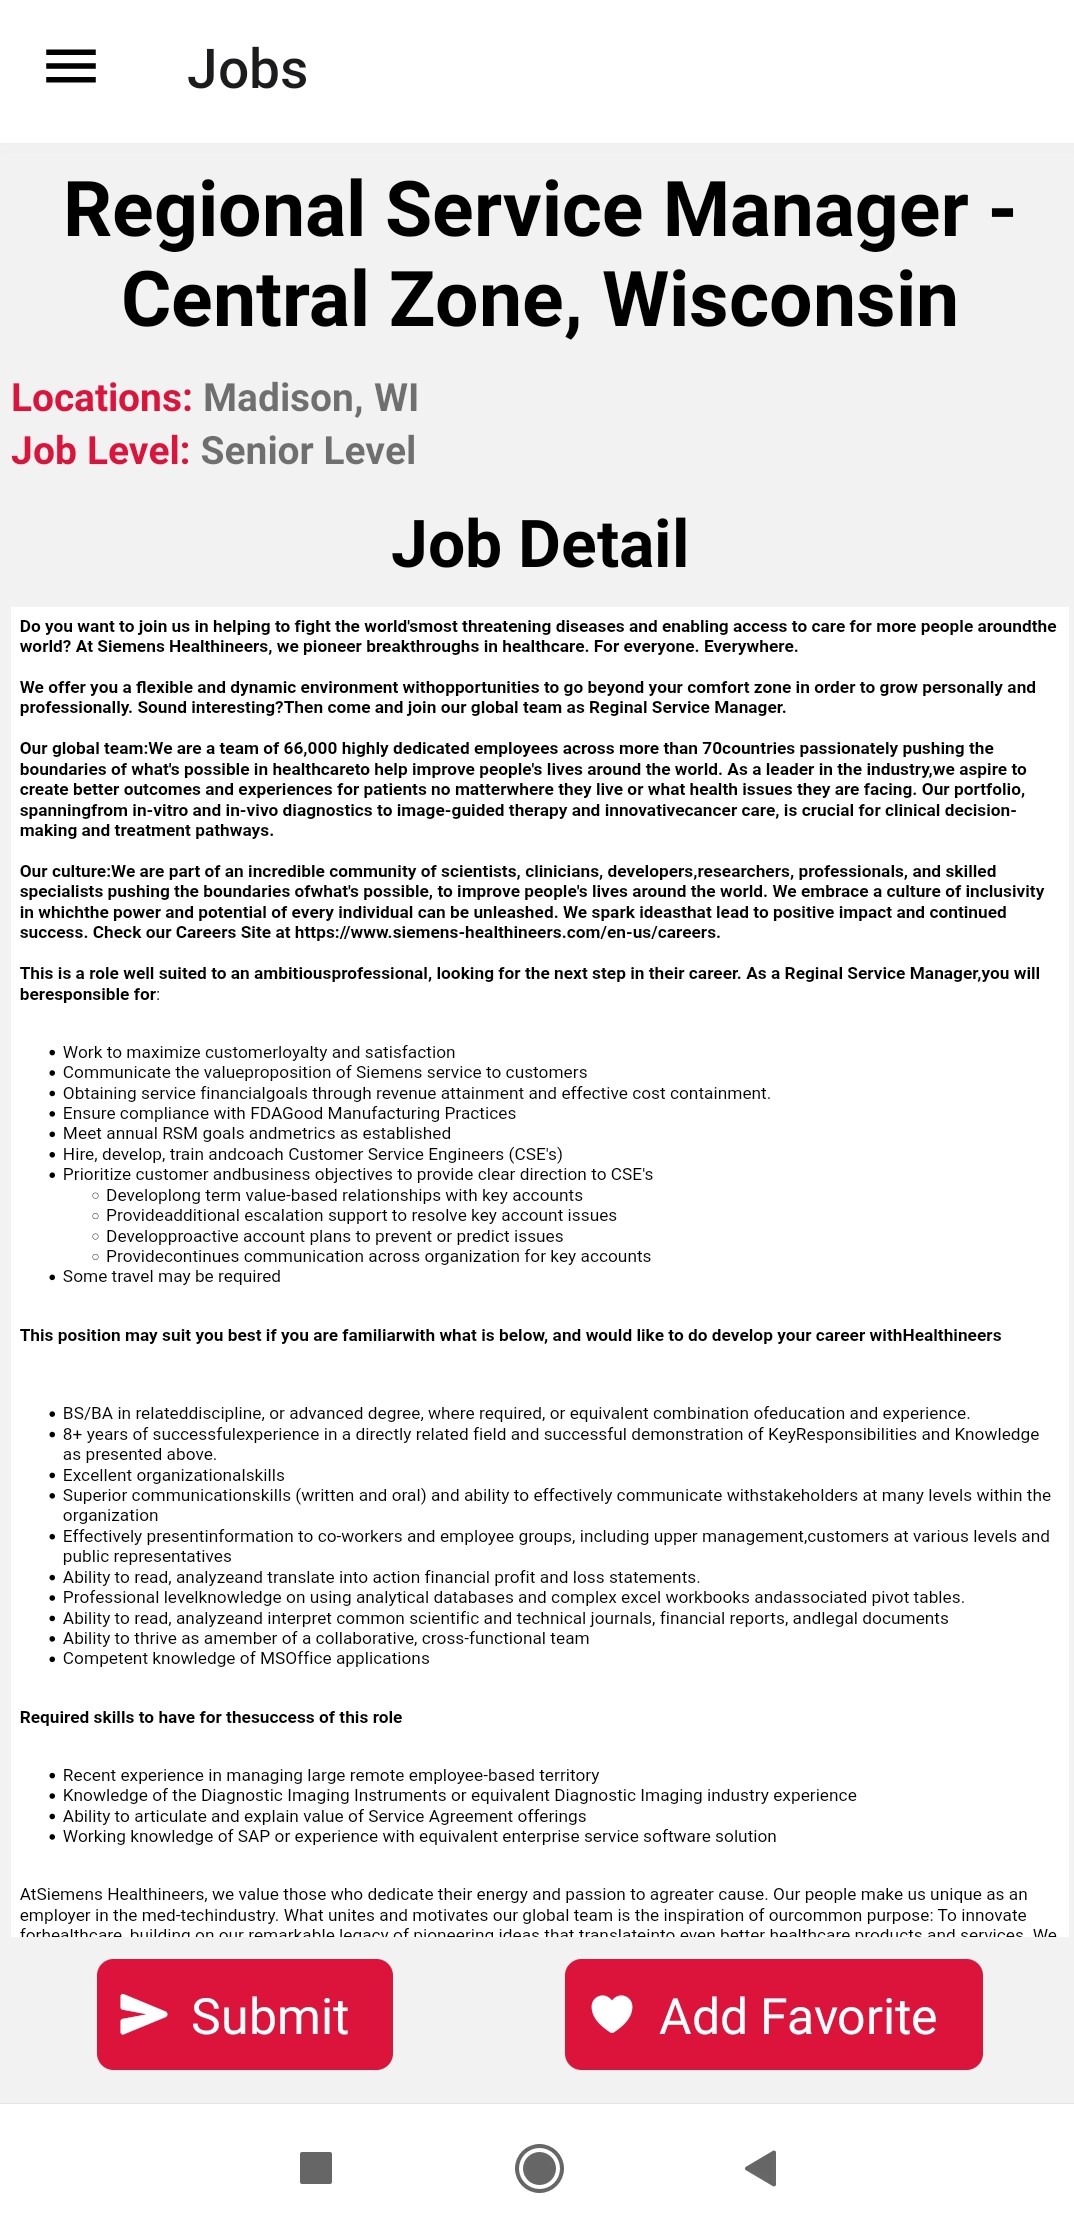 Jobs
Regional Service Manager -
Central Zone, Wisconsin
Locations: Madison, WI
Job Level: Senior Level
Job Detail
Do you want to join us in helping to fight the world'smost threatening diseases and enabling access to care for more people aroundthe
world? At Siemens Healthineers, we pioneer breakthroughs in healthcare. For everyone. Everywhere.
We offer you a flexible and dynamic environment withopportunities to go beyond your comfort zone in order to grow personally and
professionally. Sound interesting?Then come and join our global team as Reginal Service Manager.
Our global team:We are a team of 66,000 highly dedicated employees across more than 70countries passionately pushing the
boundaries of what's possible in healthcareto help improve people's lives around the world. As a leader in the industry,we aspire to
create better outcomes and experiences for patients no matterwhere they live or what health issues they are facing. Our portfolio,
spanningfrom in-vitro and in-vivo diagnostics to image-guided therapy and innovativecancer care, is crucial for clinical decision-
making and treatment pathways.
Our culture:We are part of an incredible community of scientists, clinicians, developers,researchers, professionals, and skilled
specialists pushing the boundaries ofwhat's possible, to improve people's lives around the world. We embrace a culture of inclusivity
in whichthe power and potential of every individual can be unleashed. We spark ideasthat lead to positive impact and continued
success. Check our Careers Site at https://www.siemens-healthineers.com/en-us/careers.
This is a role well suited to an ambitiousprofessional, looking for the next step in their career. As a Reginal Service Manager,you will
beresponsible for:
• Work to maximize customerloyalty and satisfaction
• Communicate the valueproposition of Siemens service to customers
• Obtaining service financialgoals through revenue attainment and effective cost containment.
• Ensure compliance with FDAGood Manufacturing Practices
• Meet annual RSM goals andmetrics as established
• Hire, develop, train andcoach Customer Service Engineers (CSE's)
• Prioritize customer andbusiness objectives to provide clear direction to CSE's
○ Developlong term value-based relationships with key accounts
○ Provideadditional escalation support to resolve key account issues
○ Developproactive account plans to prevent or predict issues
○ Providecontinues communication across organization for key accounts
• Some travel may be required
This position may suit you best if you are familiarwith what is below, and would like to do develop your career withHealthineers
• BS/BA in relateddiscipline, or advanced degree, where required, or equivalent combination ofeducation and experience.
• 8+ years of successfulexperience in a directly related field and successful demonstration of KeyResponsibilities and Knowledge
as presented above.
• Excellent organizationalskills
• Superior communicationskills (written and oral) and ability to effectively communicate withstakeholders at many levels within the
organization
• Effectively presentinformation to co-workers and employee groups, including upper management,customers at various levels and
public representatives
• Ability to read, analyzeand translate into action financial profit and loss statements.
• Professional levelknowledge on using analytical databases and complex excel workbooks andassociated pivot tables.
• Ability to read, analyzeand interpret common scientific and technical journals, financial reports, andlegal documents
• Ability to thrive as amember of a collaborative, cross-functional team
• Competent knowledge of MSOffice applications
Required skills to have for thesuccess of this role
• Recent experience in managing large remote employee-based territory
• Knowledge of the Diagnostic Imaging Instruments or equivalent Diagnostic Imaging industry experience
• Ability to articulate and explain value of Service Agreement offerings
• Working knowledge of SAP or experience with equivalent enterprise service software solution
AtSiemens Healthineers, we value those who dedicate their energy and passion to agreater cause. Our people make us unique as an
employer in the med-techindustry. What unites and motivates our global team is the inspiration of ourcommon purpose: To innovate
forhealthcare, building on our remarkable legacy of pioneering ideas that translateinto even better healthcare products and services. We
Submit
Add Favorite